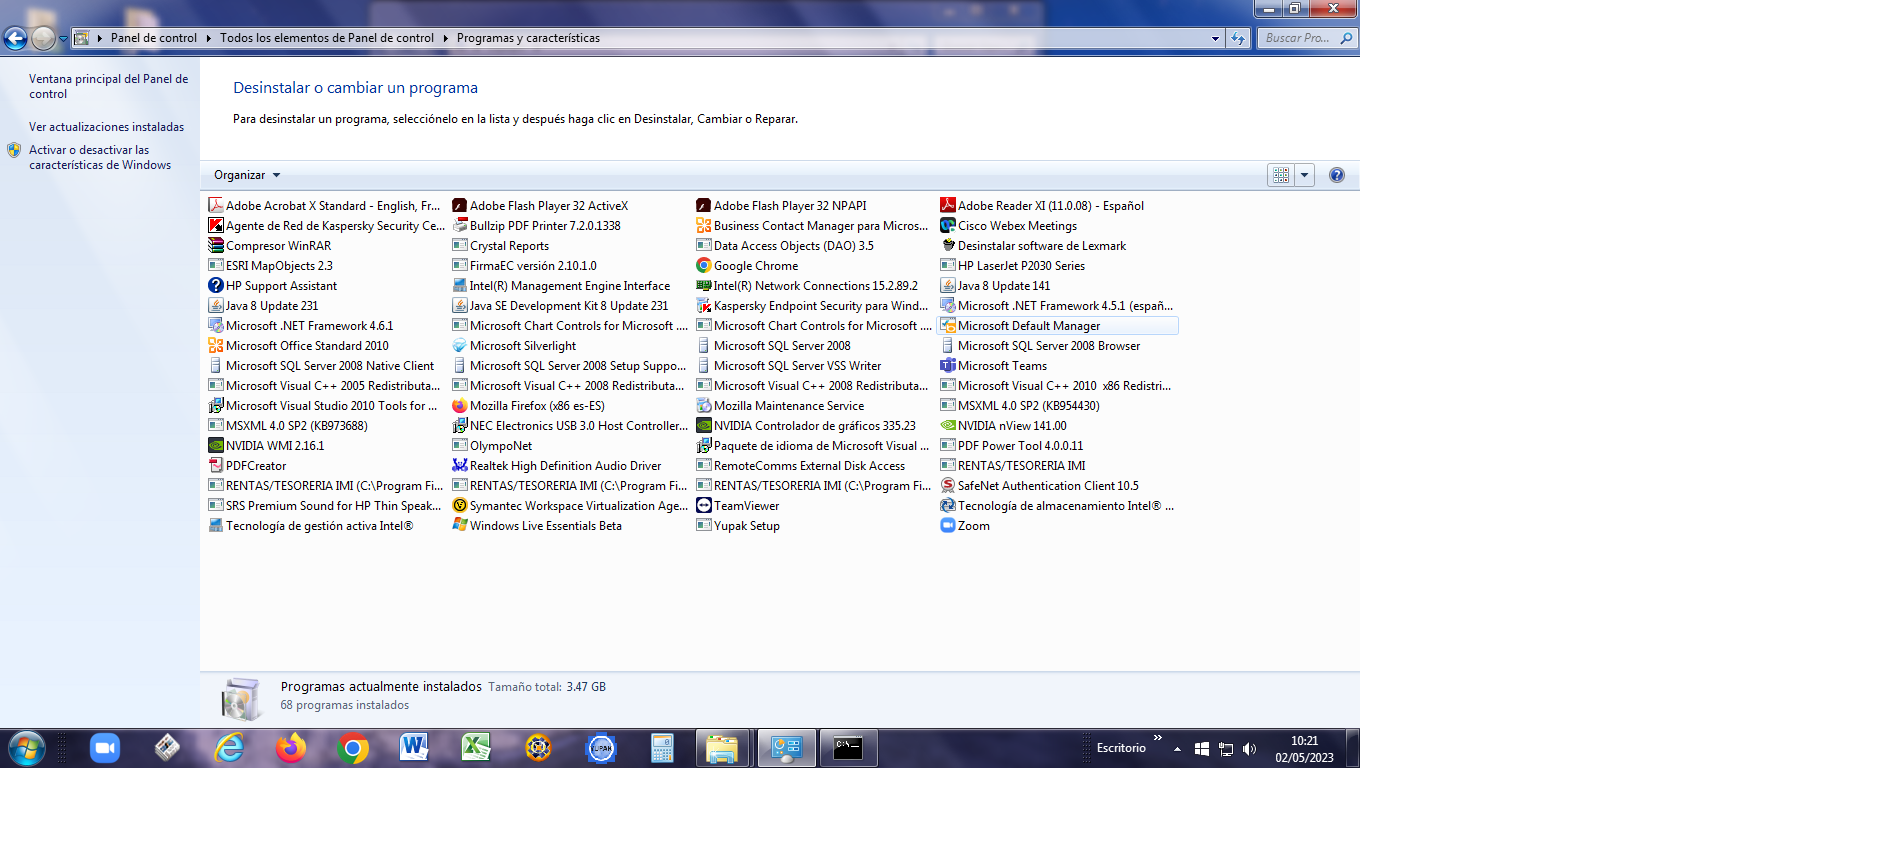 Panel de control
Todos los elementos de Panel de control
Programas y características
Buscar Pro...
Ventana principal del Panel de
control
Ver actualizaciones instaladas
Activar o desactivar las
características de Windows
Desinstalar o cambiar un programa
Para desinstalar un programa, selecciónelo en la lista y después haga clic en Desinstalar, Cambiar o Reparar.
Organizar
Adobe Acrobat X Standard - English, Fr... Adobe Flash Player 32 ActiveX Adobe Flash Player 32 NPAPI Adobe Reader XI (11.0.08) - Español
Agente de Red de Kaspersky Security Ce... Bullzip PDF Printer 7.2.0.1338 Business Contact Manager para Micros... Cisco Webex Meetings
Compresor WinRAR Crystal Reports Data Access Objects (DAO) 3.5 Desinstalar software de Lexmark
ESRI MapObjects 2.3 FirmaEC versión 2.10.1.0 Google Chrome HP LaserJet P2030 Series
HP Support Assistant Intel(R) Management Engine Interface Intel(R) Network Connections 15.2.89.2 Java 8 Update 141
Java 8 Update 231 Java SE Development Kit 8 Update 231 Kaspersky Endpoint Security para Wind... Microsoft .NET Framework 4.5.1 (españ...
Microsoft .NET Framework 4.6.1 Microsoft Chart Controls for Microsoft .... Microsoft Chart Controls for Microsoft .... Microsoft Default Manager
Microsoft Office Standard 2010 Microsoft Silverlight Microsoft SQL Server 2008 Microsoft SQL Server 2008 Browser
Microsoft SQL Server 2008 Native Client Microsoft SQL Server 2008 Setup Suppo... Microsoft SQL Server VSS Writer Microsoft Teams
Microsoft Visual C++ 2005 Redistributa... Microsoft Visual C++ 2008 Redistributa... Microsoft Visual C++ 2008 Redistributa... Microsoft Visual C++ 2010 x86 Redistri...
Microsoft Visual Studio 2010 Tools for ... Mozilla Firefox (x86 es-ES) Mozilla Maintenance Service MSXML 4.0 SP2 (KB954430)
MSXML 4.0 SP2 (KB973688) NEC Electronics USB 3.0 Host Controller... NVIDIA Controlador de gráficos 335.23 NVIDIA nView 141.00
NVIDIA WMI 2.16.1 OlympoNet Paquete de idioma de Microsoft Visual ... PDF Power Tool 4.0.0.11
PDFCreator Realtek High Definition Audio Driver RemoteComms External Disk Access RENTAS/TESORERIA IMI
RENTAS/TESORERIA IMI (C:\Program Fi... RENTAS/TESORERIA IMI (C:\Program Fi... RENTAS/TESORERIA IMI (C:\Program Fi... SafeNet Authentication Client 10.5
SRS Premium Sound for HP Thin Speak... Symantec Workspace Virtualization Age... TeamViewer Tecnología de almacenamiento Intel® ...
Tecnología de gestión activa Intel® Windows Live Essentials Beta Yupak Setup Zoom
Programas actualmente instalados Tamaño total: 3.47 GB
68 programas instalados
YUPAK
C:\_
Escritorio
10:21
02/05/2023